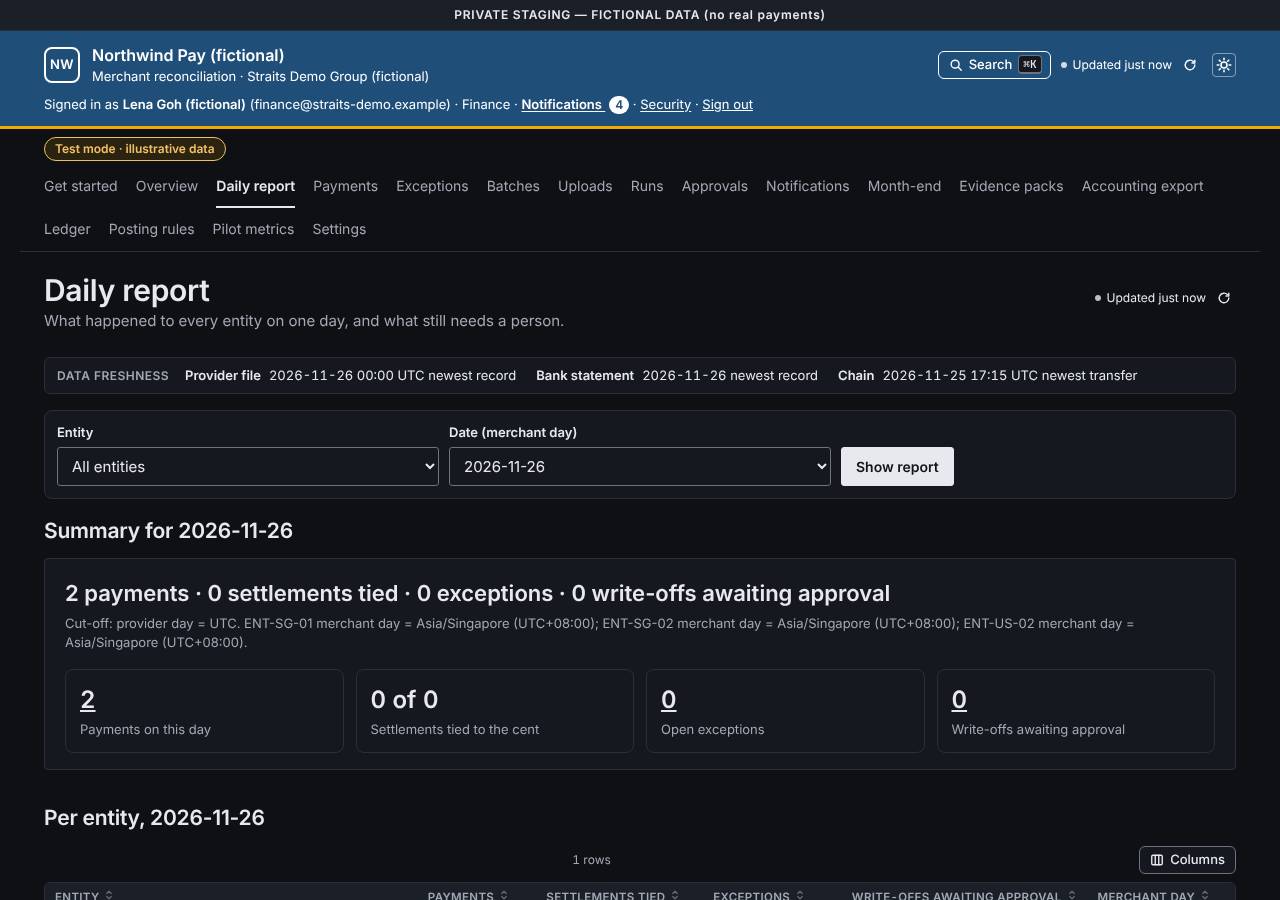 PRIVATE STAGING — FICTIONAL DATA (no real payments)
NW
Northwind Pay (fictional)
Merchant reconciliation · Straits Demo Group (fictional)
Search ⌘K
Updated just now
Signed in as Lena Goh (fictional) (finance@straits-demo.example) · Finance · Notifications 4 · Security · Sign out
Test mode · illustrative data
Get started Overview Daily report Payments Exceptions Batches Uploads Runs Approvals Notifications Month-end Evidence packs Accounting export
Ledger Posting rules Pilot metrics Settings
Daily report
Updated just now
What happened to every entity on one day, and what still needs a person.
DATA FRESHNESS Provider file 2026-11-26 00:00 UTC newest record Bank statement 2026-11-26 newest record Chain 2026-11-25 17:15 UTC newest transfer
Entity Date (merchant day)
All entities 2026-11-26 Show report
Summary for 2026-11-26
2 payments · 0 settlements tied · 0 exceptions · 0 write-offs awaiting approval
Cut-off: provider day = UTC. ENT-SG-01 merchant day = Asia/Singapore (UTC+08:00); ENT-SG-02 merchant day = Asia/Singapore (UTC+08:00); ENT-US-02 merchant day =
Asia/Singapore (UTC+08:00).
2 0 of 0 0 0
Payments on this day Settlements tied to the cent Open exceptions Write-offs awaiting approval
Per entity, 2026-11-26
1 rows
Columns
ENTITY PAYMENTS SETTLEMENTS TIED EXCEPTIONS WRITE-OFFS AWAITING APPROVAL MERCHANT DAY